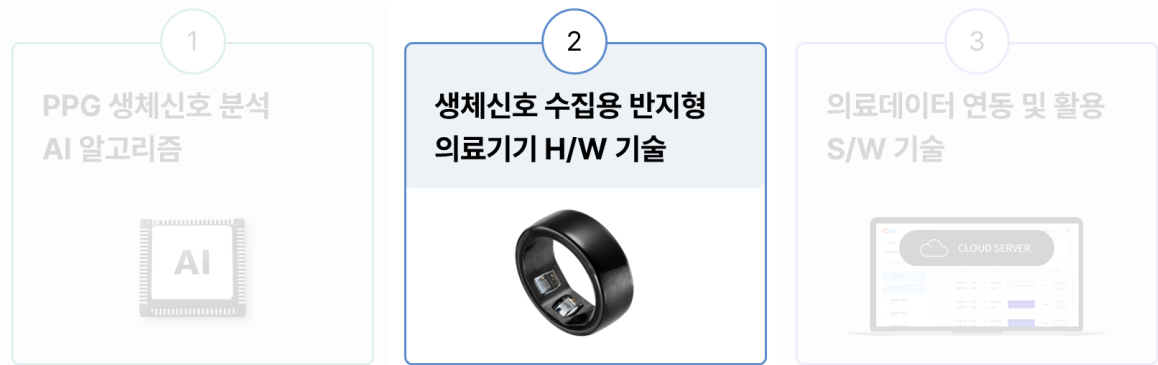 1
PPG 생체신호 분석
AI 알고리즘
AI
2
생체신호 수집용 반지형
의료기기 H/W 기술
3
의료데이터 연동 및 활용
S/W 기술
CLOUD SERVER